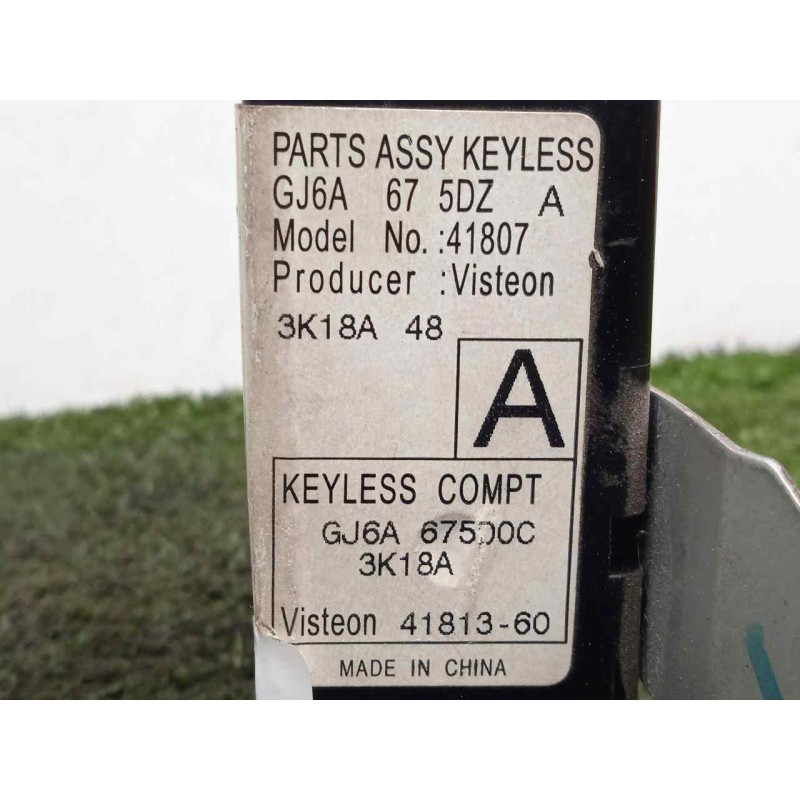 PARTS ASSY KEYLESS
GJ6A 67 5DZ A
Model No. :41807
Producer :Visteon
3K18A 48
A
KEYLESS COMPT
GJ6A 675D0C
3K18A
Visteon 41813-60
MADE IN CHINA